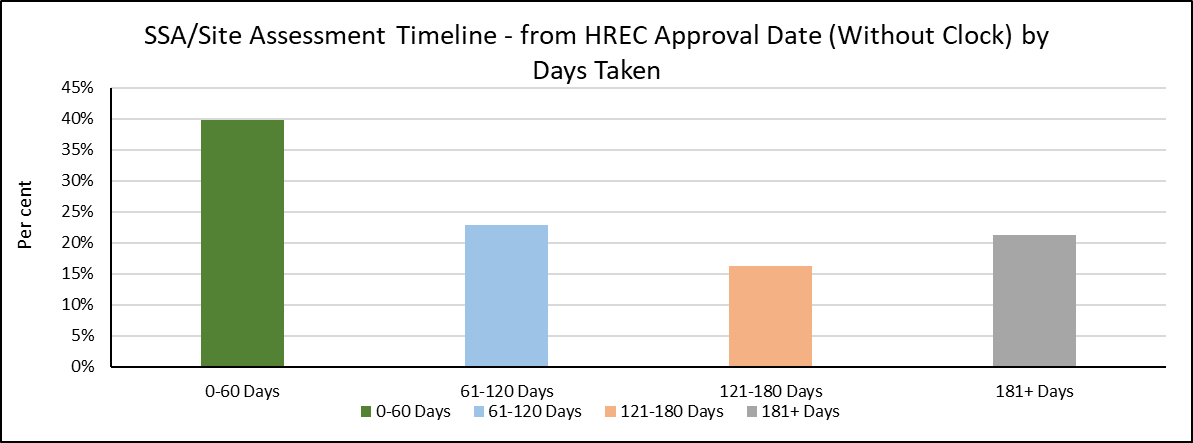 SSA/Site Assessment Timeline - from HREC Approval Date (Without Clock) by
Days Taken
45%
40%
35%
30%
25%
20%
15%
10%
5%
0%
Per cent
0-60 Days
61-120 Days
121-180 Days
181+ Days
0-60 Days
61-120 Days
121-180 Days
181+ Days